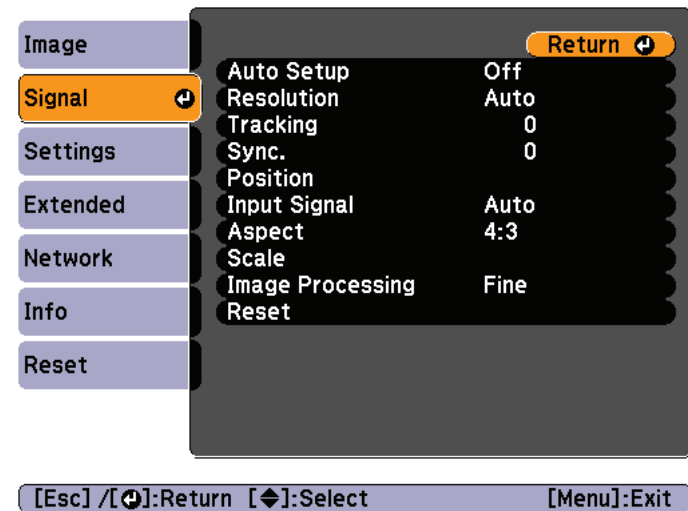 Image
Signal
Settings
Extended
Network
Info
Reset
Return
Auto Setup Off
Resolution Auto
Tracking 0
Sync. 0
Position
Input Signal Auto
Aspect 4:3
Scale
Image Processing Fine
Reset
[Esc] /[⏎]:Return [◆]:Select [Menu]:Exit